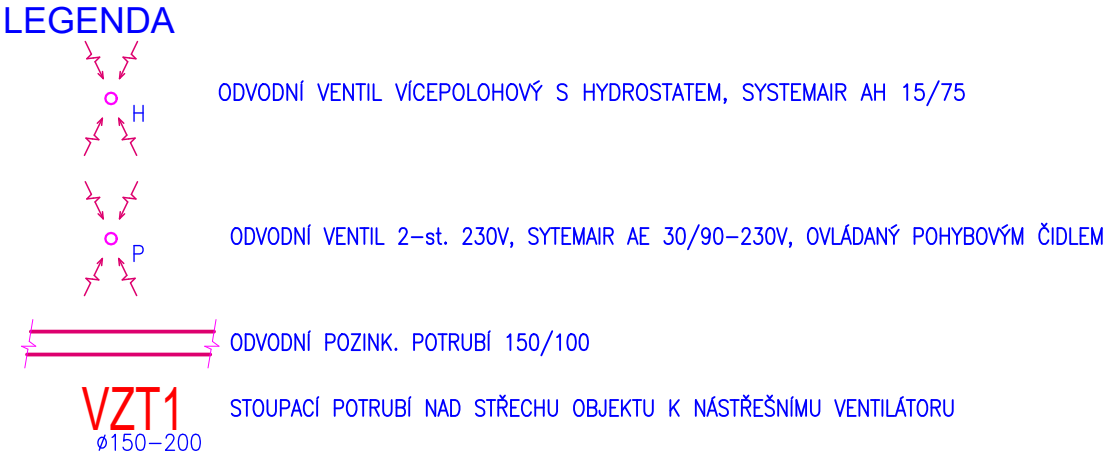 LEGENDA
H
ODVODNÍ VENTIL VÍCEPOLOHOVÝ S HYDROSTATEM, SYSTEMAIR AH 15/75
P
ODVODNÍ VENTIL 2-st. 230V, SYTEMAIR AE 30/90-230V, OVLÁDANÝ POHYBOVÝM ČIDLEM
ODVODNÍ POZINK. POTRUBÍ 150/100
VZT1
STOUPACÍ POTRUBÍ NAD STŘECHU OBJEKTU K NÁSTŘEŠNÍMU VENTILÁTORU
ø150-200